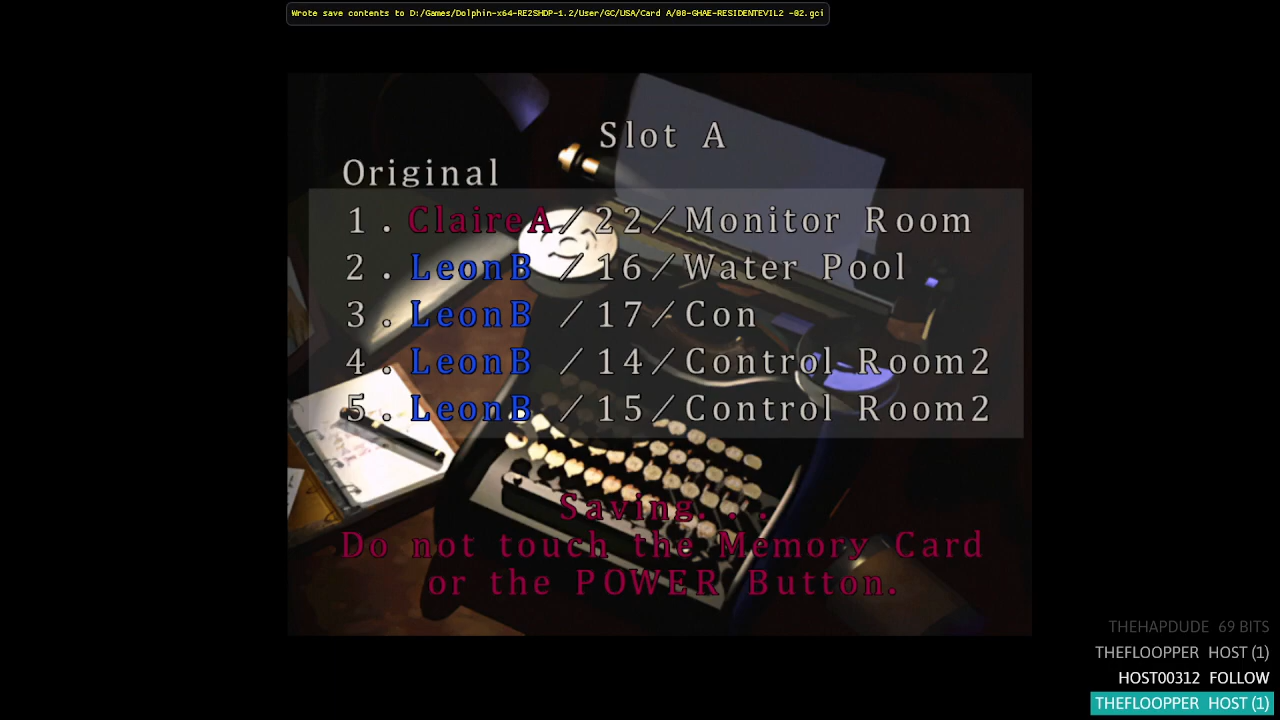 Wrote save contents to D:/Games/Dolphin-x64-RE2SHDP-1.2/User/GC/USA/Card A/08-GHAE-RESIDENTEVIL2 -02.gci
Slot A
Original
1. ClaireA/22/Monitor Room
2. LeonB /16/Water Pool
3. LeonB /17/Con
4. LeonB /14/Control Room2
5. LeonB /15/Control Room2
Saving. . .
Do not touch the Memory Card
or the POWER Button.
THEHAPDUDE 69 BITS
THEFLOOPPER HOST (1)
HOST00312 FOLLOW
THEFLOOPPER HOST (1)